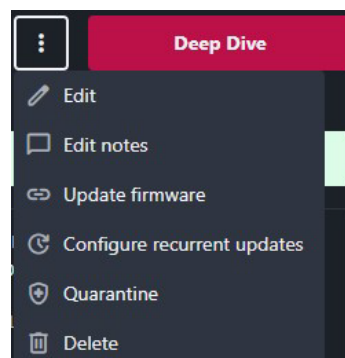 Deep Dive
Edit
Edit notes
Update firmware
Configure recurrent updates
Quarantine
Delete